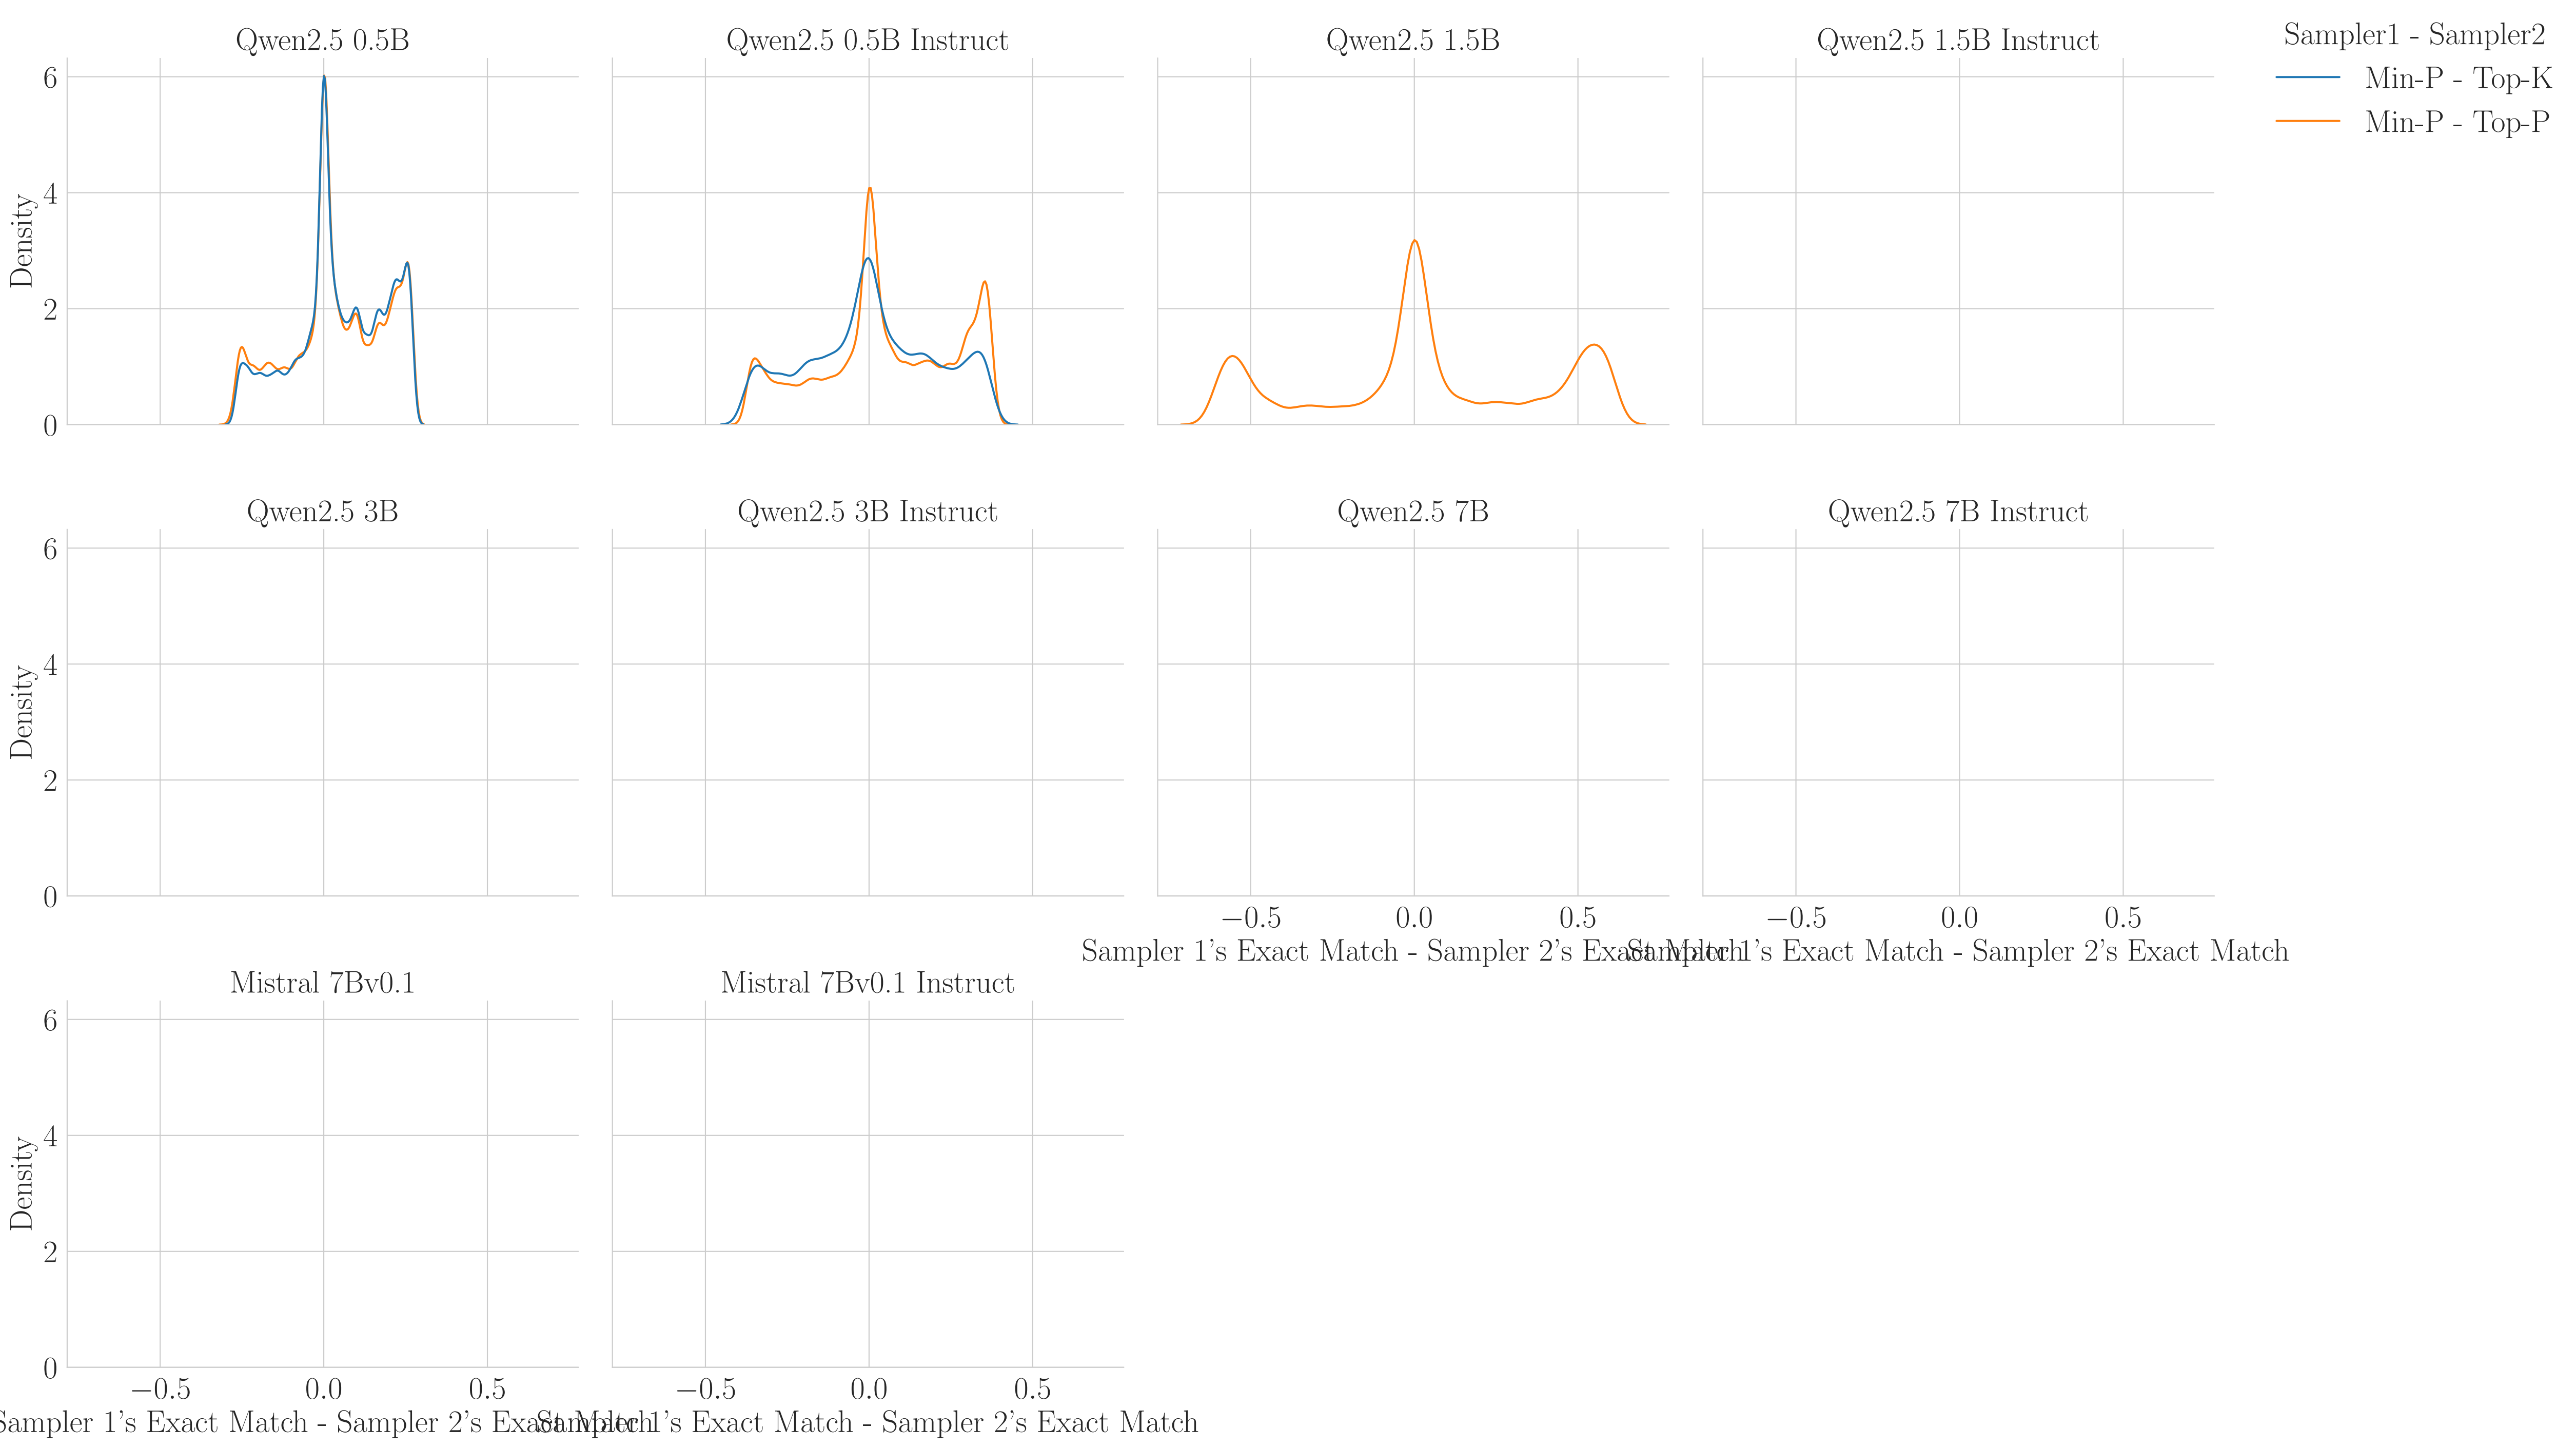 Qwen2.5 0.5B
Qwen2.5 0.5B Instruct
Qwen2.5 1.5B
Qwen2.5 1.5B Instruct
Sampler1 - Sampler2
Min-P - Top-K
Min-P - Top-P
6
4
2
0
Density
Qwen2.5 3B
Qwen2.5 3B Instruct
Qwen2.5 7B
Qwen2.5 7B Instruct
6
4
2
0
Density
−0.5 0.0 0.5
−0.5 0.0 0.5
Sampler 1's Exact Match - Sampler 2's Exact Match
Sampler 1's Exact Match - Sampler 2's Exact Match
Mistral 7Bv0.1
Mistral 7Bv0.1 Instruct
6
4
2
0
Density
−0.5 0.0 0.5
−0.5 0.0 0.5
Sampler 1's Exact Match - Sampler 2's Exact Match
Sampler 1's Exact Match - Sampler 2's Exact Match